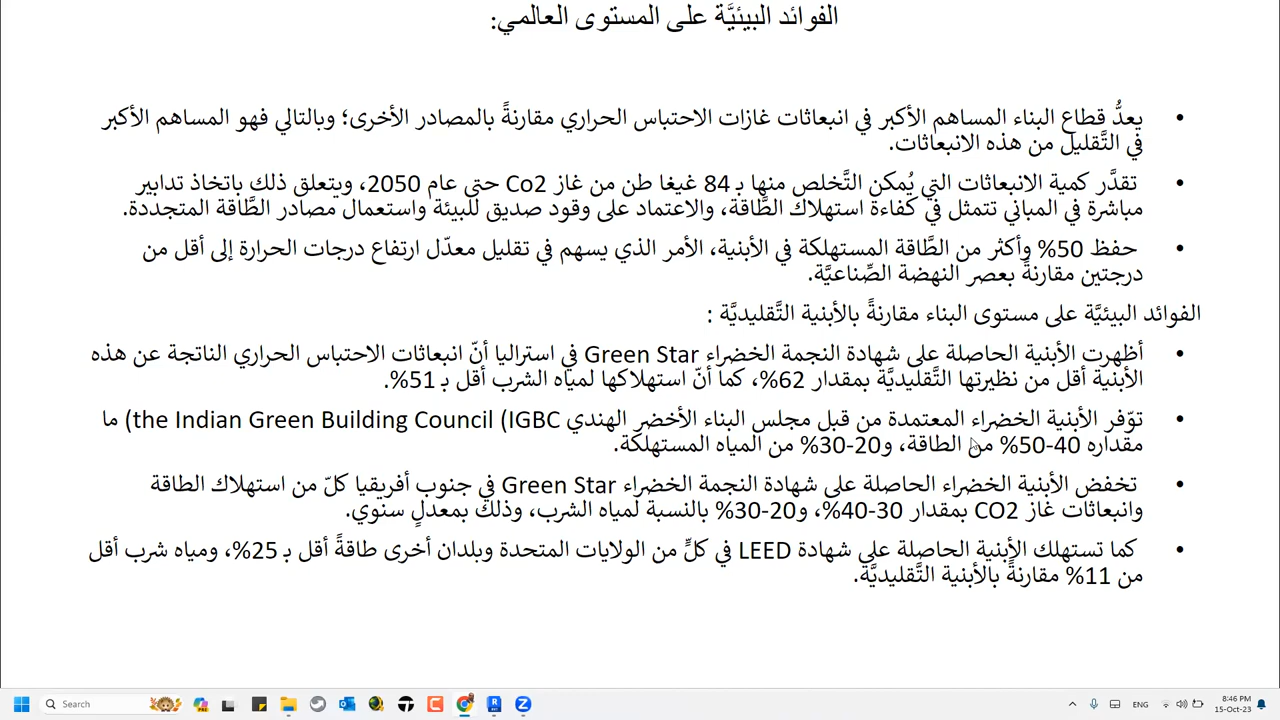 الفوائد البيئيَّة على المستوى العالمي:
• يعدُّ قطاع البناء المساهم الأكبر في انبعاثات غازات الاحتباس الحراري مقارنةً بالمصادر الأخرى؛ وبالتالي فهو المساهم الأكبر
في التَّقليل من هذه الانبعاثات.
• تقدَّر كمية الانبعاثات التي يُمكن التَّخلص منها بـ 84 غيغا طن من غاز Co2 حتى عام 2050، ويتعلق ذلك باتخاذ تدابير
مباشرة في المباني تتمثل في كفاءة استهلاك الطَّاقة، والاعتماد على وقود صديق للبيئة واستعمال مصادر الطَّاقة المتجددة.
• حفظ 50% وأكثر من الطَّاقة المستهلكة في الأبنية، الأمر الذي يسهم في تقليل معدّل ارتفاع درجات الحرارة إلى أقل من
درجتين مقارنةً بعصر النهضة الصِّناعيَّة.
الفوائد البيئيَّة على مستوى البناء مقارنةً بالأبنية التَّقليديَّة :
• أظهرت الأبنية الحاصلة على شهادة النجمة الخضراء Green Star في استراليا أنّ انبعاثات الاحتباس الحراري الناتجة عن هذه
الأبنية أقل من نظيرتها التَّقليديَّة بمقدار 62%، كما أنّ استهلاكها لمياه الشرب أقل بـ 51%.
• توّفر الأبنية الخضراء المعتمدة من قبل مجلس البناء الأخضر الهندي the Indian Green Building Council (IGBC) ما
مقداره 40-50% من الطاقة، و20-30% من المياه المستهلكة.
• تخفض الأبنية الخضراء الحاصلة على شهادة النجمة الخضراء Green Star في جنوب أفريقيا كلّ من استهلاك الطاقة
وانبعاثات غاز CO2 بمقدار 30-40%، و20-30% بالنسبة لمياه الشرب، وذلك بمعدلٍ سنوي.
• كما تستهلك الأبنية الحاصلة على شهادة LEED في كلٍّ من الولايات المتحدة وبلدان أخرى طاقةً أقل بـ 25%، ومياه شرب أقل
من 11% مقارنةً بالأبنية التَّقليديَّة.
Search
ENG
8:46 PM
15-Oct-23